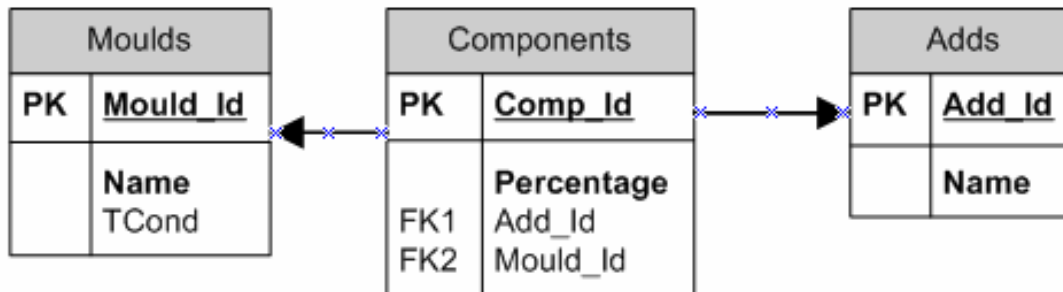 Moulds
PK Mould_Id
Name
TCond
Components
PK Comp_Id
Percentage
FK1 Add_Id
FK2 Mould_Id
Adds
PK Add_Id
Name